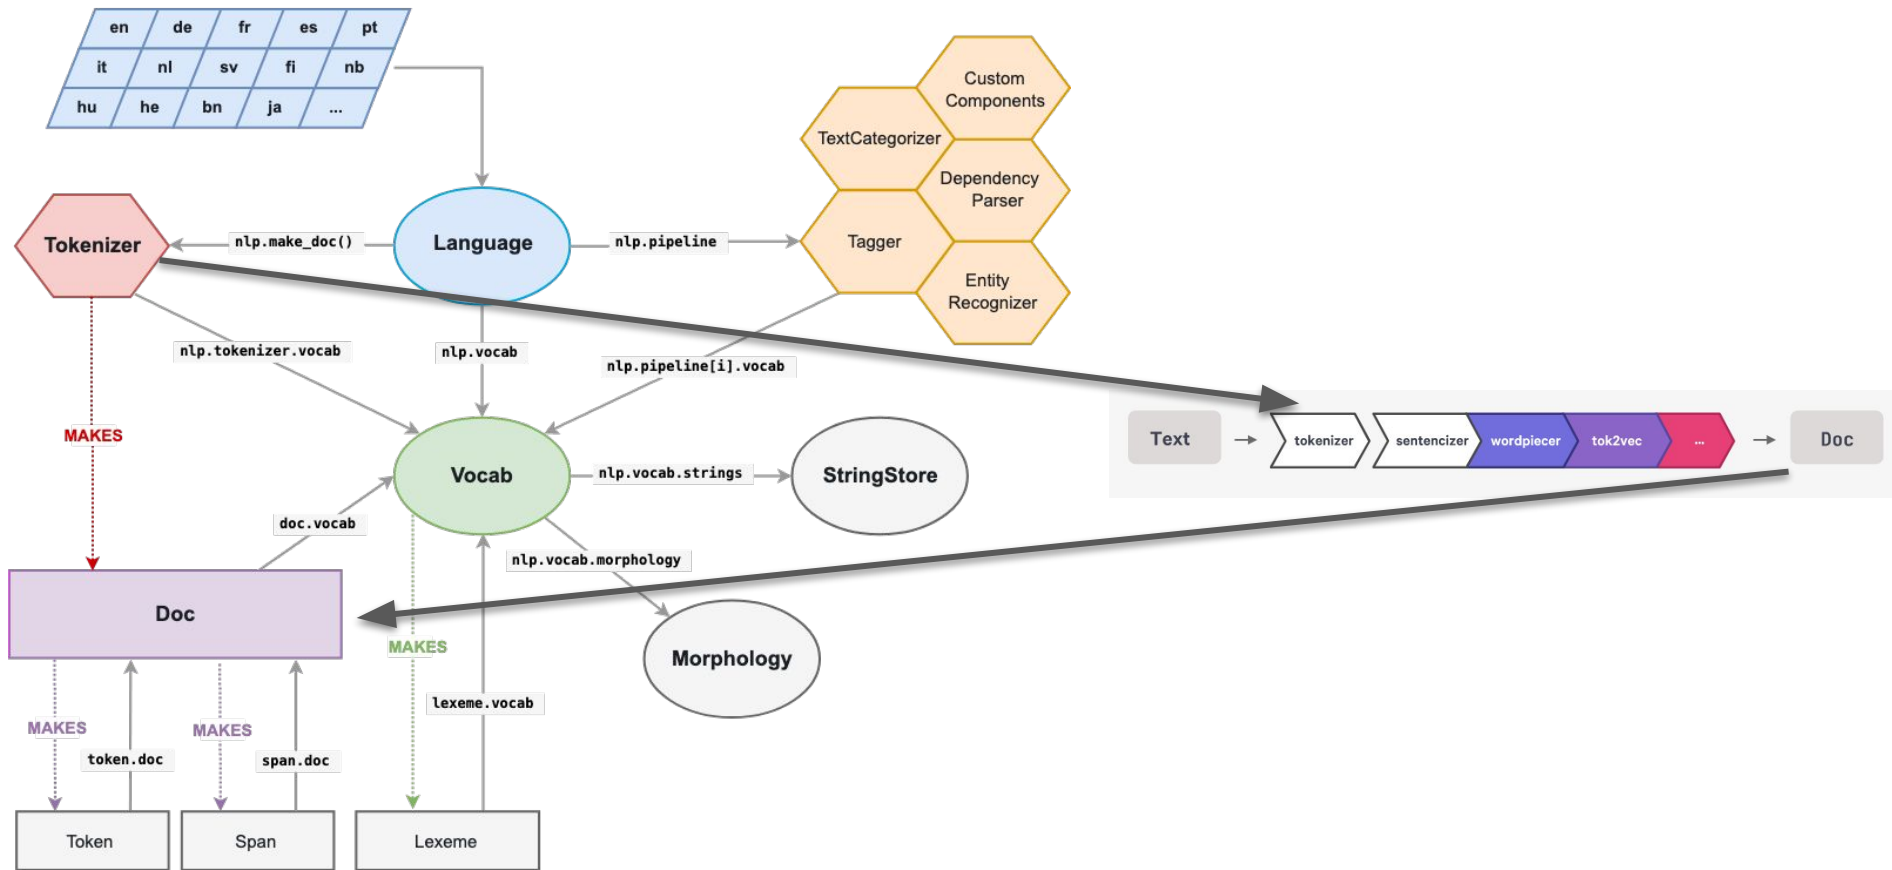 en de fr es pt
it nl sv fi nb
hu he bn ja ...
Custom
Components
TextCategorizer
Dependency
Parser
Tagger
Entity
Recognizer
Tokenizer
nlp.make_doc()
Language
nlp.pipeline
nlp.tokenizer.vocab
nlp.vocab
nlp.pipeline[i].vocab
MAKES
Vocab
nlp.vocab.strings
StringStore
Text
tokenizer
sentencizer
wordpiecer
tok2vec
...
Doc
doc.vocab
nlp.vocab.morphology
Doc
MAKES
Morphology
lexeme.vocab
MAKES
token.doc
MAKES
span.doc
Token
Span
Lexeme